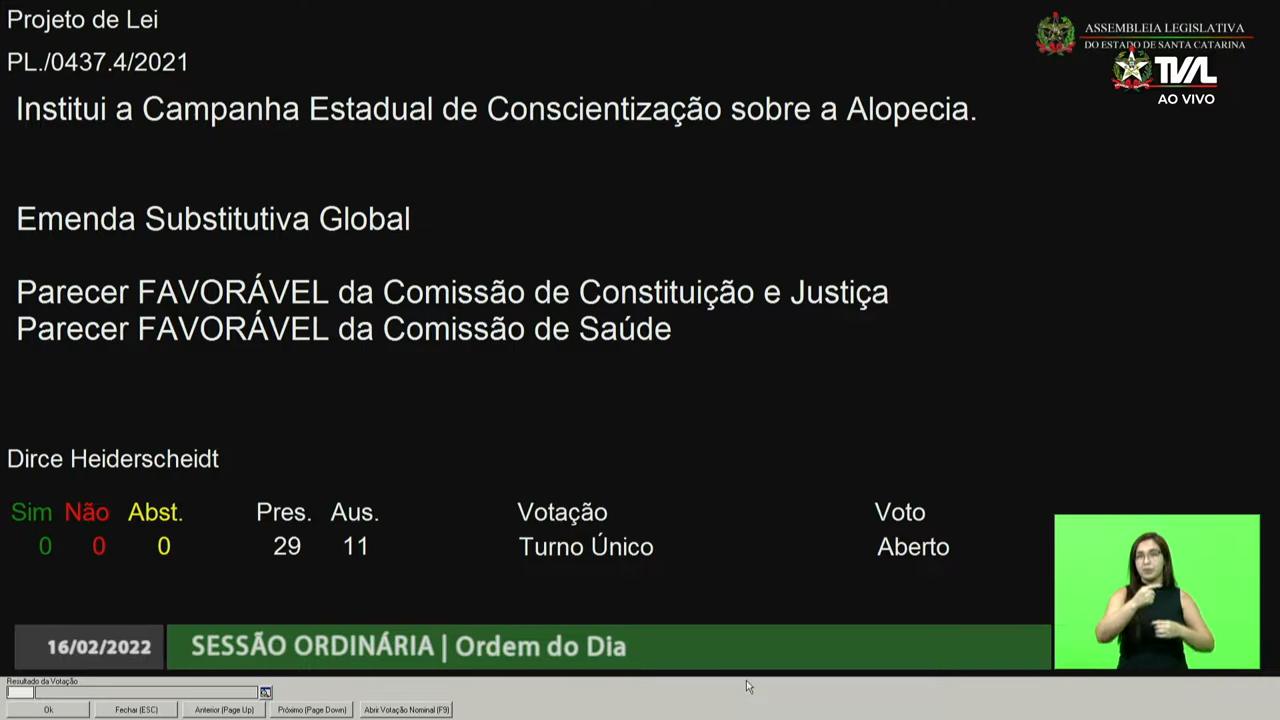 Projeto de Lei
PL./0437.4/2021
Institui a Campanha Estadual de Conscientização sobre a Alopecia.
ASSEMBLEIA LEGISLATIVA
DO ESTADO DE SANTA CATARINA
TVAL
AO VIVO
Emenda Substitutiva Global
Parecer FAVORÁVEL da Comissão de Constituição e Justiça
Parecer FAVORÁVEL da Comissão de Saúde
Dirce Heiderscheidt
Sim Não Abst. Pres. Aus. Votação Voto
0 0 0 29 11 Turno Único Aberto
16/02/2022 SESSÃO ORDINÁRIA | Ordem do Dia
Resultado da Votação
Ok Fechar (ESC) Anterior (Page Up) Próximo (Page Down) Abrir Votação Nominal (F9)